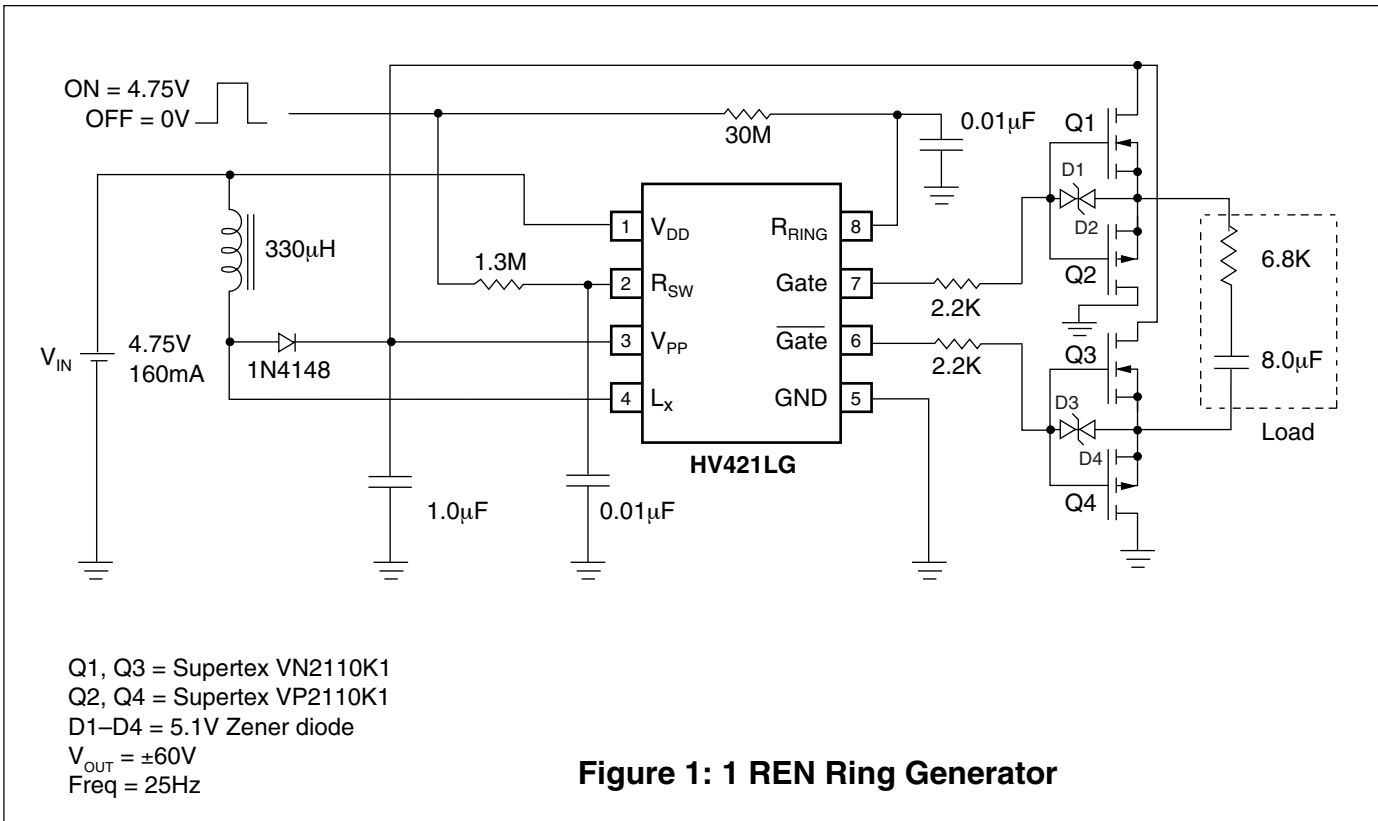 ON = 4.75V
OFF = 0V
30M
0.01µF
Q1
D1
D2
Q2
330µH
1.3M
1 V_DD
2 R_SW
3 V_PP
4 L_x
R_RING 8
Gate 7
G̅a̅t̅e̅ 6
GND 5
HV421LG
2.2K
2.2K
6.8K
8.0µF
Load
Q3
D3
D4
Q4
V_IN
4.75V
160mA
1N4148
1.0µF
0.01µF
Q1, Q3 = Supertex VN2110K1
Q2, Q4 = Supertex VP2110K1
D1–D4 = 5.1V Zener diode
V_OUT = ±60V
Freq = 25Hz
Figure 1: 1 REN Ring Generator